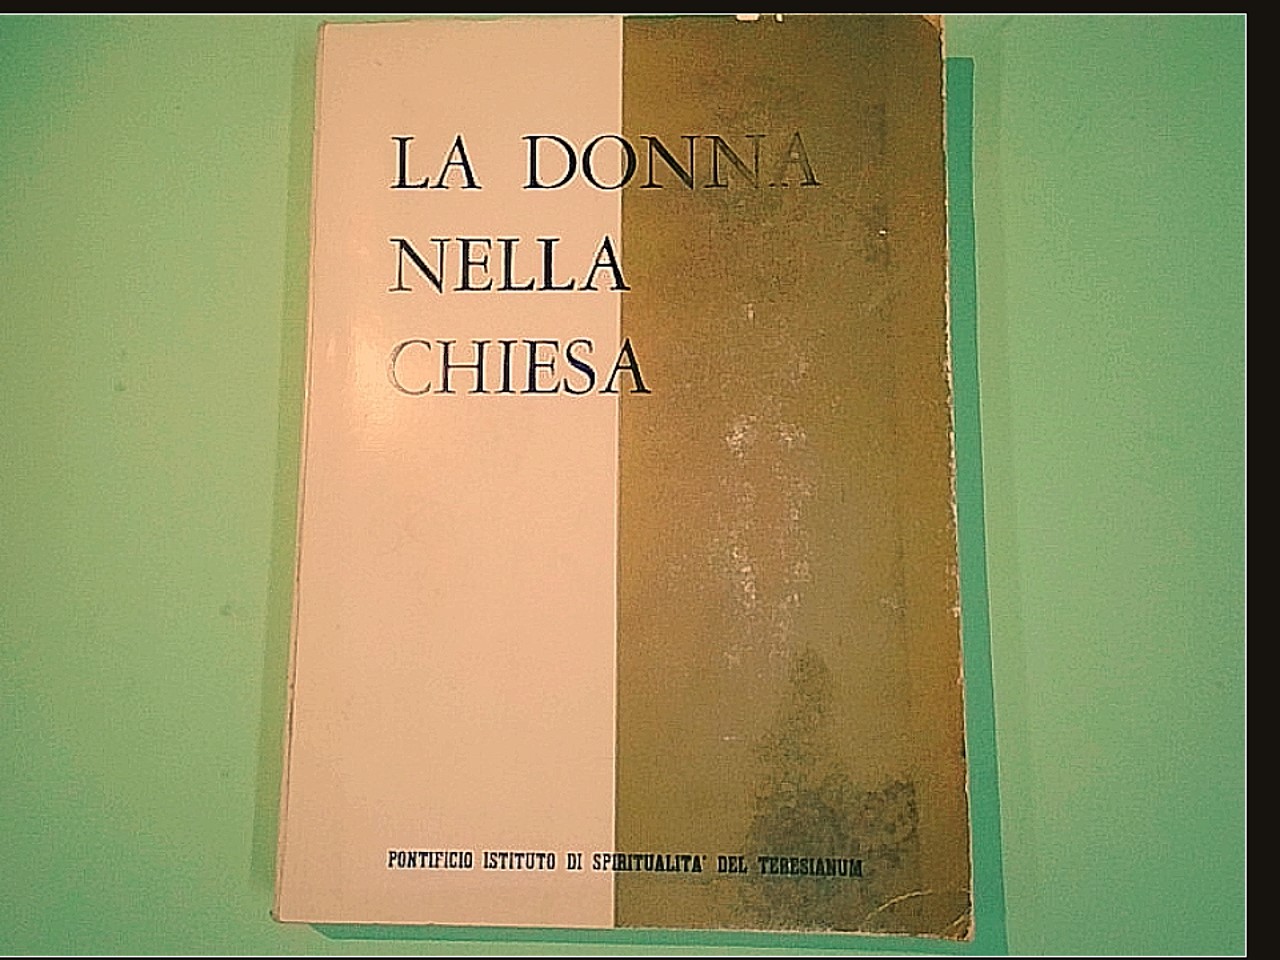 LA DONNA
NELLA
CHIESA
PONTIFICIO ISTITUTO DI SPIRITUALITA' DEL TERESIANUM